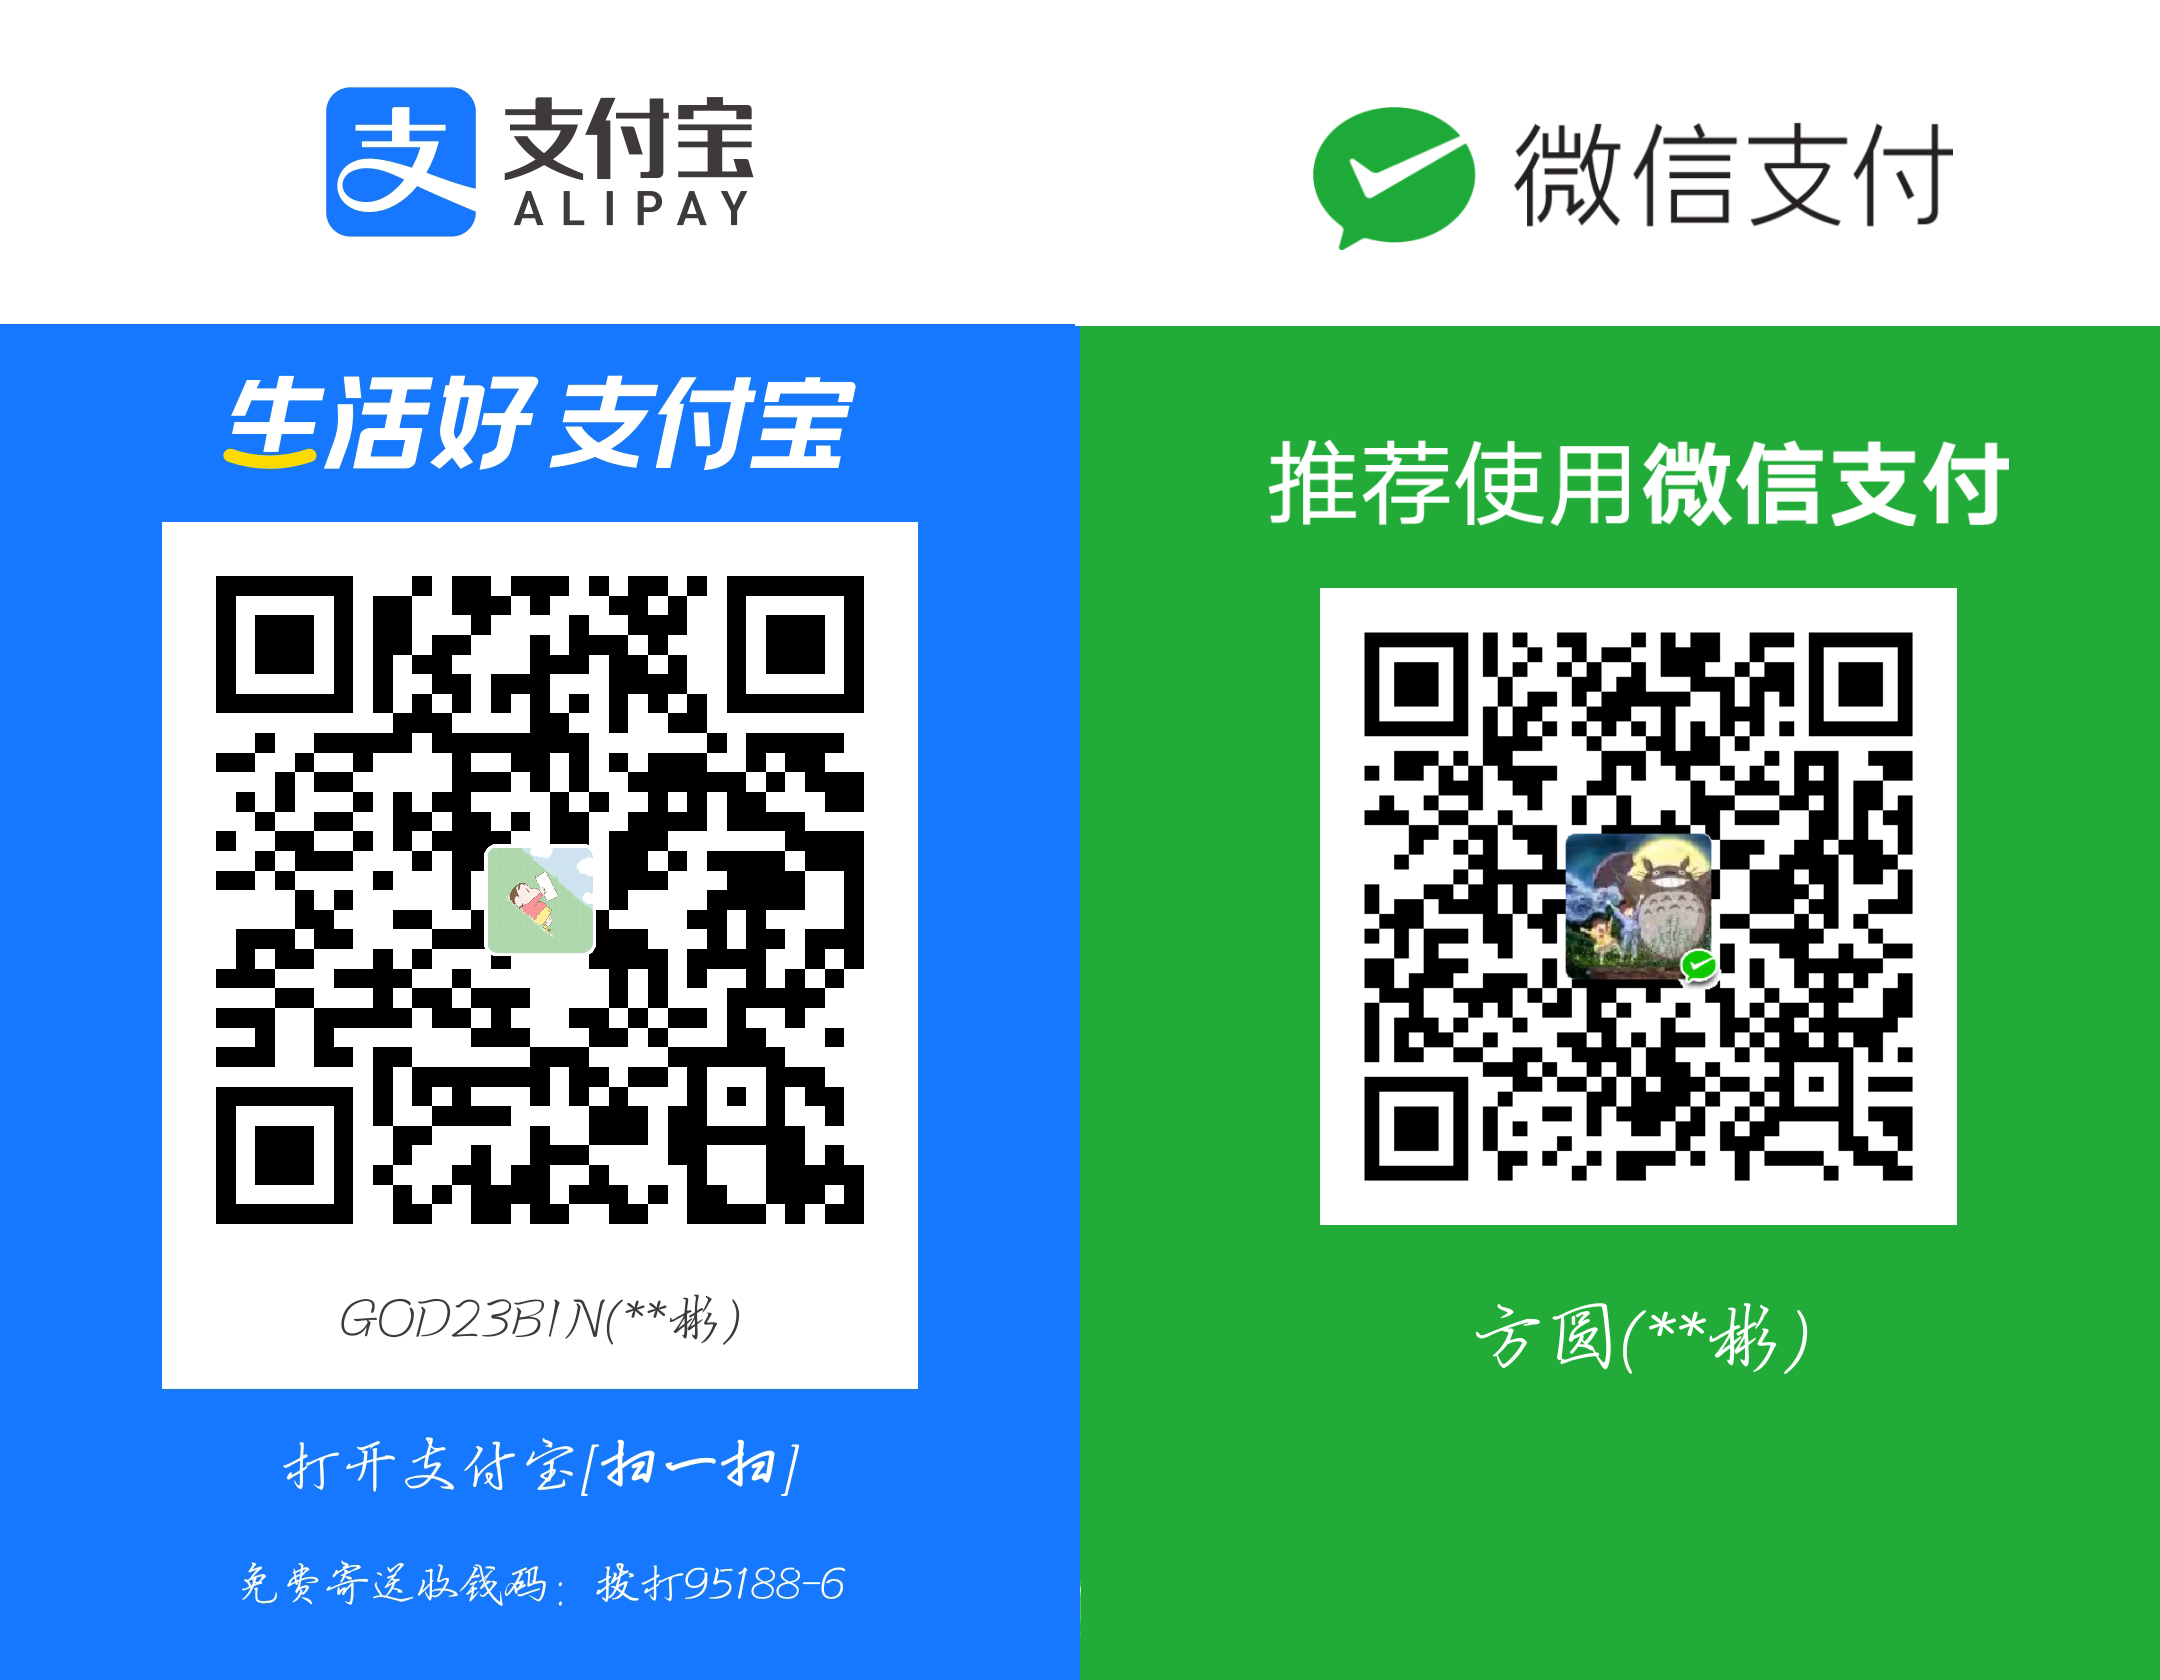 支付宝
ALIPAY
生活好 支付宝
GOD23BIN(**彬)
打开支付宝[扫一扫]
免费寄送收钱码：拨打95188-6
微信支付
推荐使用微信支付
方圆(**彬)